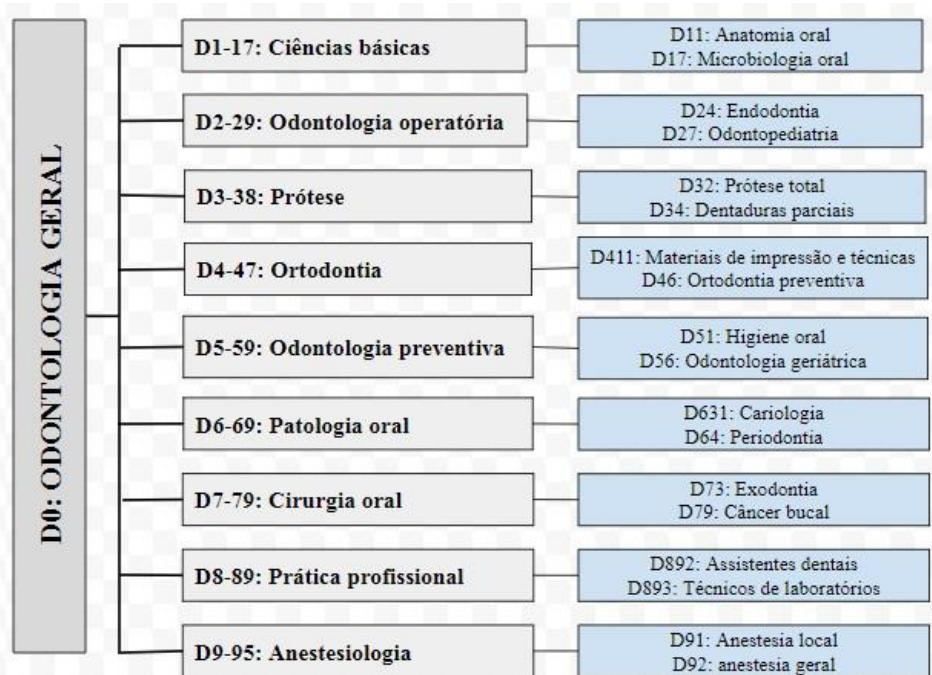 D0: ODONTOLOGIA GERAL
D1-17: Ciências básicas
D11: Anatomia oral
D17: Microbiologia oral
D2-29: Odontologia operatória
D24: Endodontia
D27: Odontopediatria
D3-38: Prótese
D32: Prótese total
D34: Dentaduras parciais
D4-47: Ortodontia
D411: Materiais de impressão e técnicas
D46: Ortodontia preventiva
D5-59: Odontologia preventiva
D51: Higiene oral
D56: Odontologia geriátrica
D6-69: Patologia oral
D631: Cariologia
D64: Periodontia
D7-79: Cirurgia oral
D73: Exodontia
D79: Câncer bucal
D8-89: Prática profissional
D892: Assistentes dentais
D893: Técnicos de laboratórios
D9-95: Anestesiologia
D91: Anestesia local
D92: anestesia geral